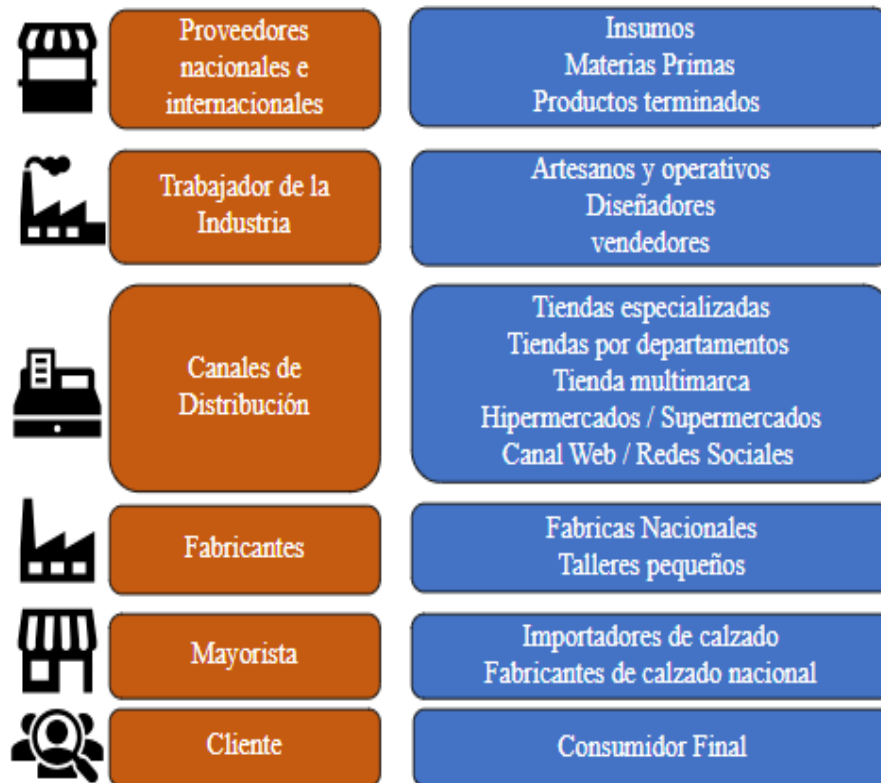 Proveedores
nacionales e
internacionales
Insumos
Materias Primas
Productos terminados
Trabajador de la
Industria
Artesanos y operativos
Diseñadores
vendedores
Canales de
Distribución
Tiendas especializadas
Tiendas por departamentos
Tienda multimarca
Hipermercados / Supermercados
Canal Web / Redes Sociales
Fabricantes
Fabricas Nacionales
Talleres pequeños
Mayorista
Importadores de calzado
Fabricantes de calzado nacional
Cliente
Consumidor Final